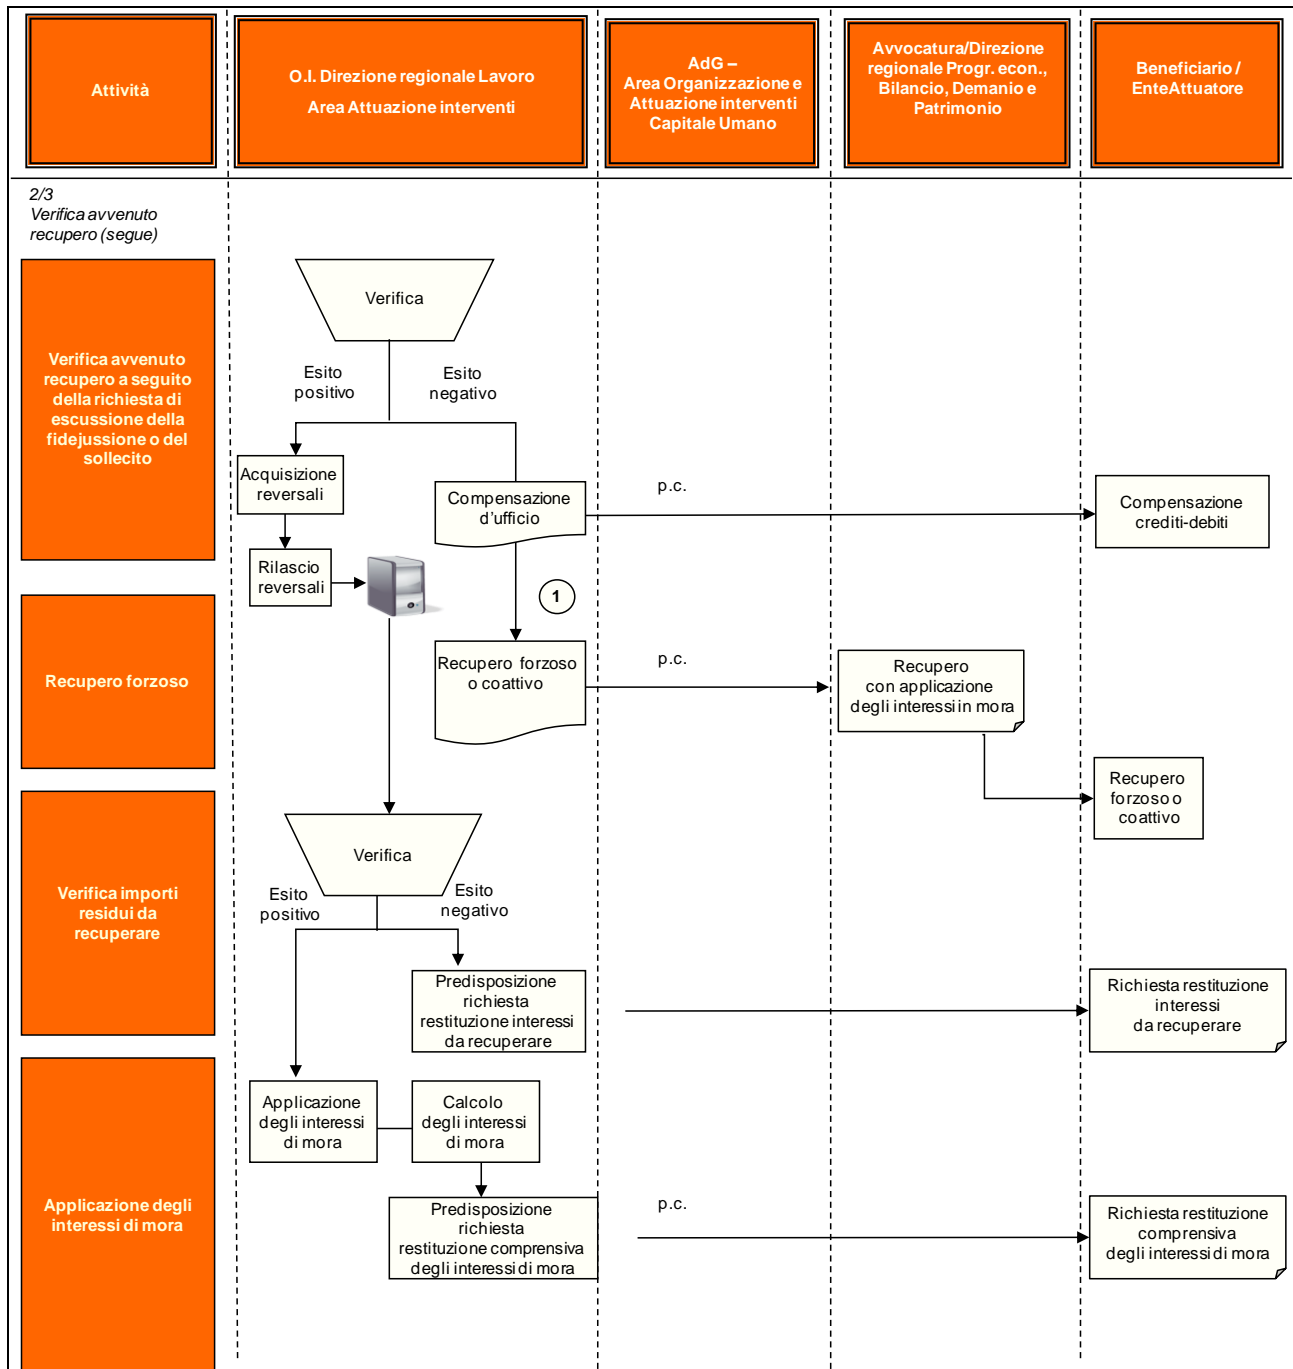 Attività
O.I. Direzione regionale Lavoro
Area Attuazione interventi
AdG –
Area Organizzazione e
Attuazione interventi
Capitale Umano
Avvocatura/Direzione
regionale Progr. econ.,
Bilancio, Demanio e
Patrimonio
Beneficiario /
EnteAttuatore
2/3
Verifica avvenuto
recupero (segue)
Verifica avvenuto
recupero a seguito
della richiesta di
escussione della
fidejussione o del
sollecito
Verifica
Esito
positivo
Esito
negativo
Acquisizione
reversali
Compensazione
d'ufficio
p.c.
Compensazione
crediti-debiti
Rilascio
reversali
1
Recupero forzoso
Recupero forzoso
o coattivo
p.c.
Recupero
con applicazione
degli interessi in mora
Recupero
forzoso o
coattivo
Verifica importi
residui da
recuperare
Verifica
Esito
positivo
Esito
negativo
Predisposizione
richiesta
restituzione interessi
da recuperare
Richiesta restituzione
interessi
da recuperare
Applicazione degli
interessi di mora
Applicazione
degli interessi
di mora
Calcolo
degli interessi
di mora
Predisposizione
richiesta
restituzione comprensiva
degli interessi di mora
p.c.
Richiesta restituzione
comprensiva
degli interessi di mora